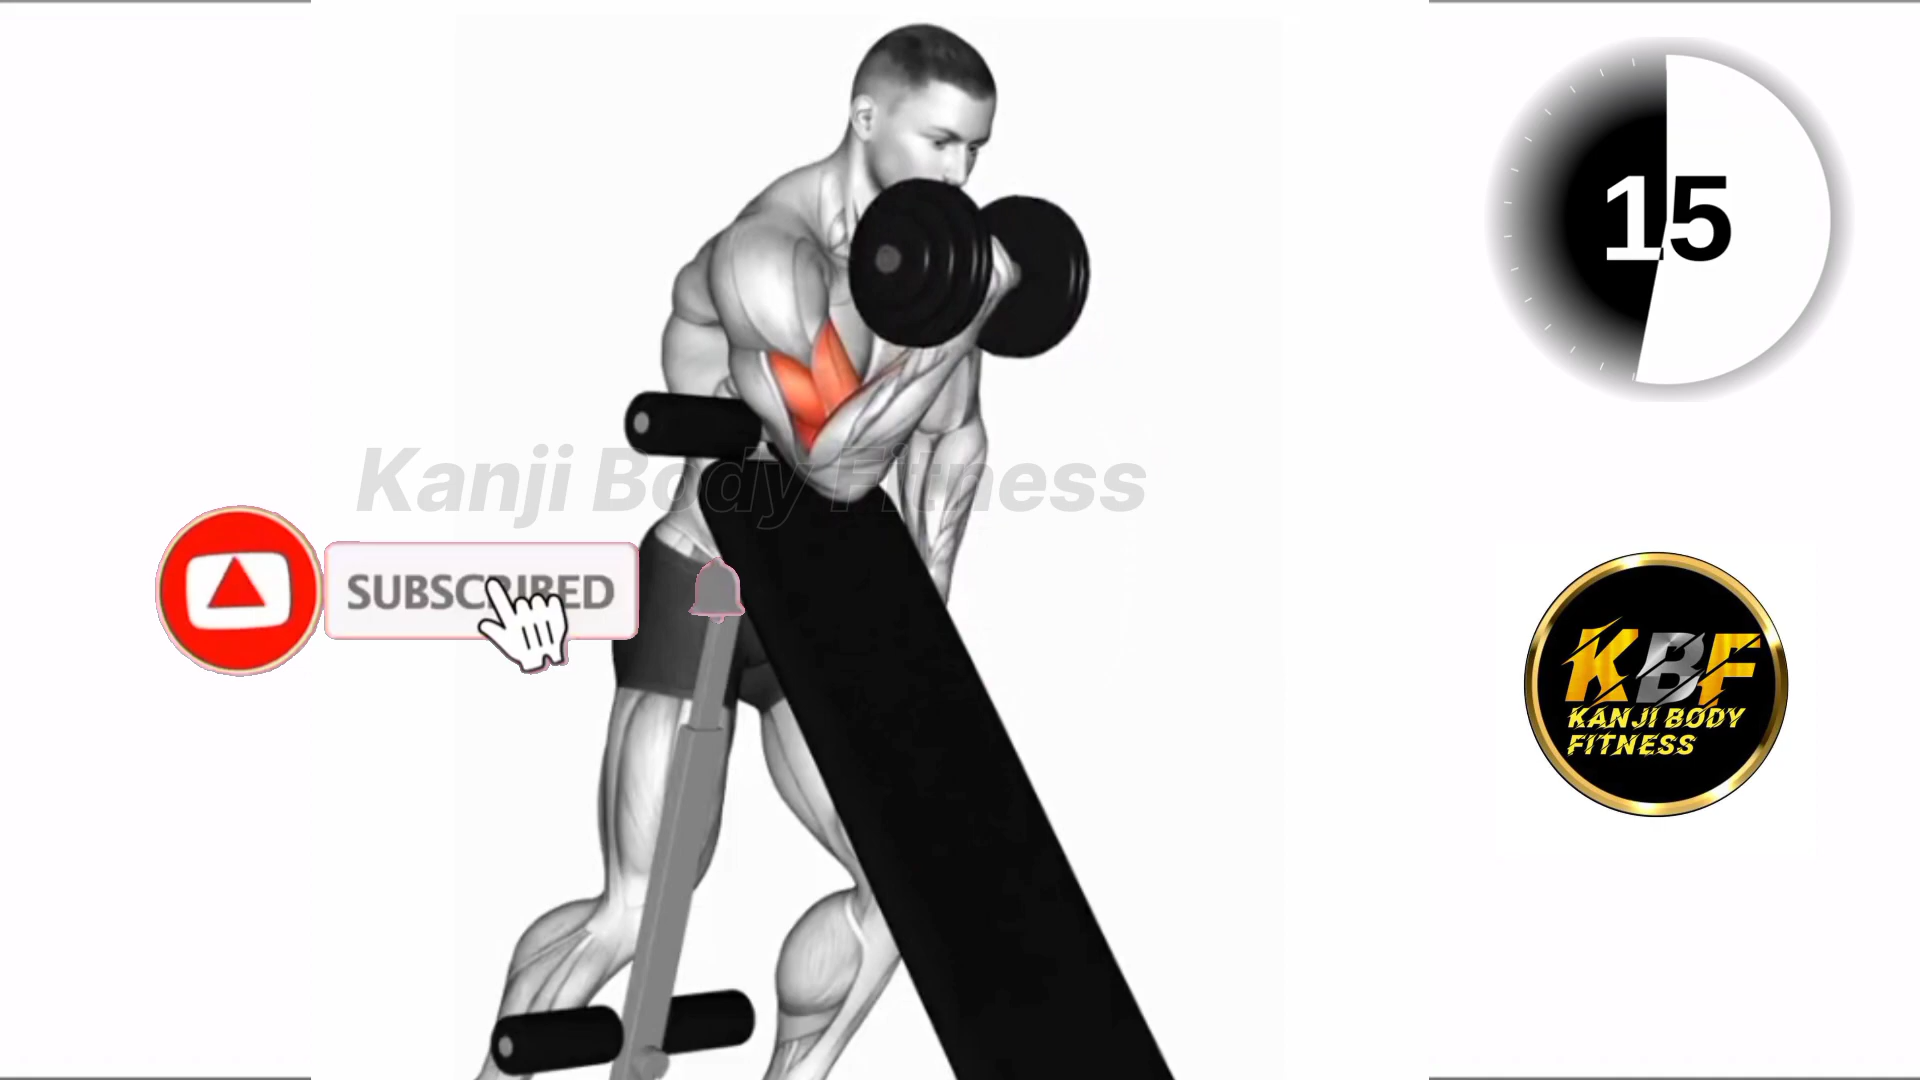 15
Kanji Body Fitness
SUBSCRIBED
KBF
KANJI BODY
FITNESS